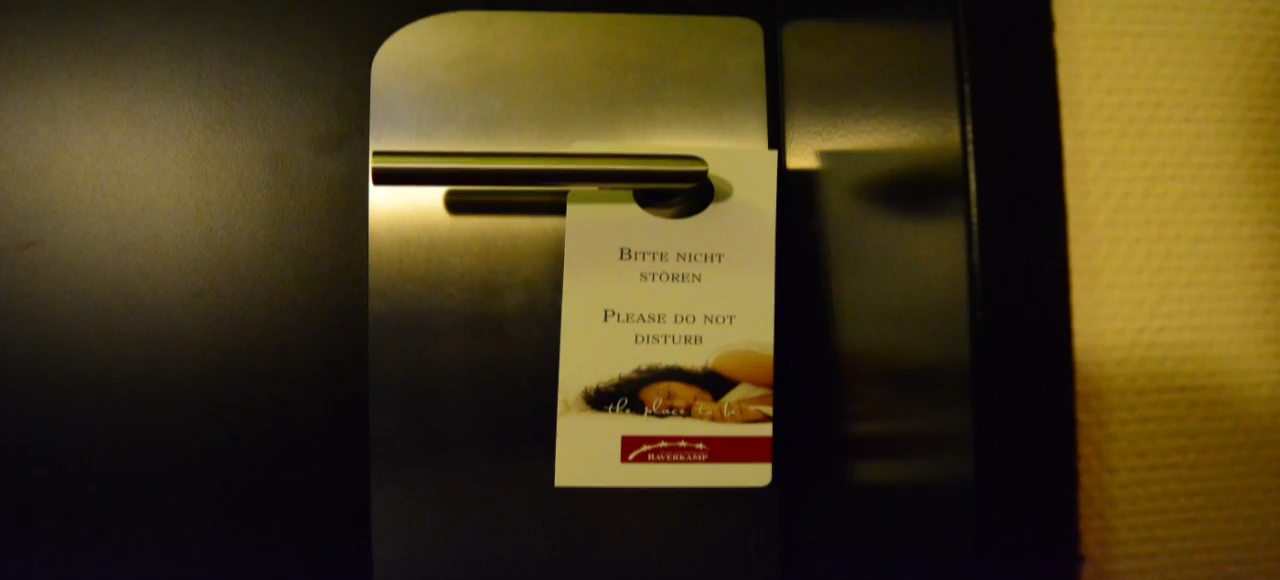 BITTE NICHT
STÖREN
PLEASE DO NOT
DISTURB
the place to be
HAVERKAMP